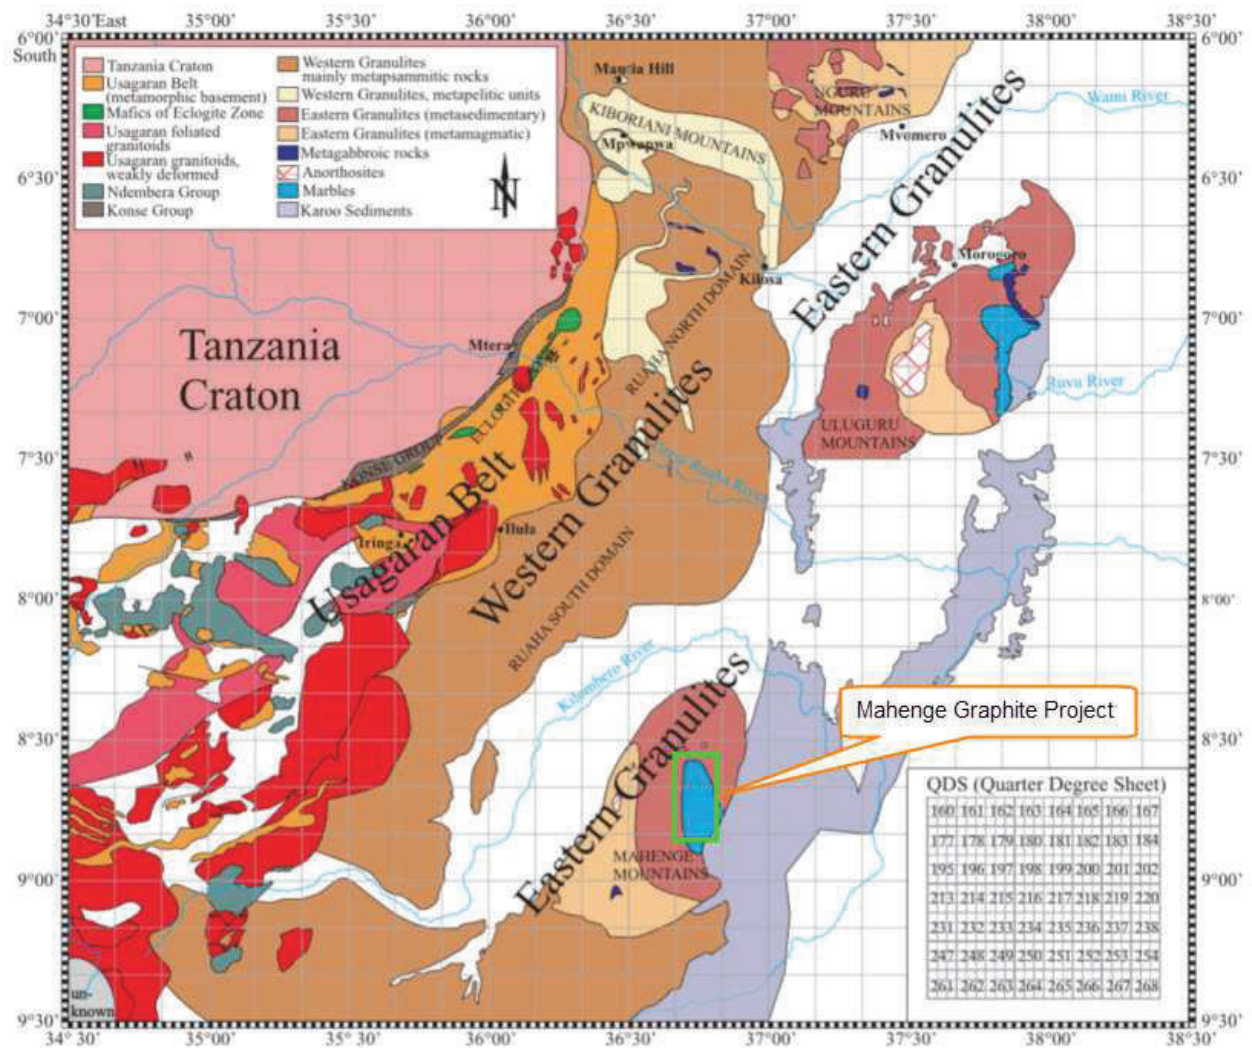 34°30'East 35°00' 35°30' 36°00' 36°30' 37°00' 37°30' 38°00' 38°30'
6°00'
South
6°00'
Tanzania Craton
Usagaran Belt
(metamorphic basement)
Mafics of Eclogite Zone
Usagaran foliated
granitoids
Usagaran granitoids,
weakly deformed
Ndembera Group
Konse Group
Western Granulites
mainly metapsammitic rocks
Western Granulites, metapelitic units
Eastern Granulites (metasedimentary)
Eastern Granulites (metamagmatic)
Metagabbroic rocks
Anorthosites
Marbles
Karoo Sediments
N
KIBORIANI MOUNTAINS
Mpwapwa
NGURU
MOUNTAINS
Mvomero
Wami River
6°30'
6°30'
Eastern Granulites
Morogoro
Kilosa
RUAHA NORTH DOMAIN
7°00'
7°00'
Mtera
Tanzania
Craton
Ruvu River
ULUGURU
MOUNTAINS
KONSE GROUP
7°30'
7°30'
Usagaran Belt
Western Granulites
Iringa
Ilula
8°00'
8°00'
RUAHA SOUTH DOMAIN
Kilombero River
Eastern Granulites
Mahenge Graphite Project
8°30'
8°30'
MAHENGE
MOUNTAINS
9°00'
9°00'
QDS (Quarter Degree Sheet)
160 161 162 163 164 165 166 167
177 178 179 180 181 182 183 184
195 196 197 198 199 200 201 202
213 214 215 216 217 218 219 220
231 232 233 234 235 236 237 238
247 248 249 250 251 252 253 254
261 262 263 264 265 266 267 268
un-
known
9°30'
9°30'
34°30' 35°00' 35°30' 36°00' 36°30' 37°00' 37°30' 38°00' 38°30'